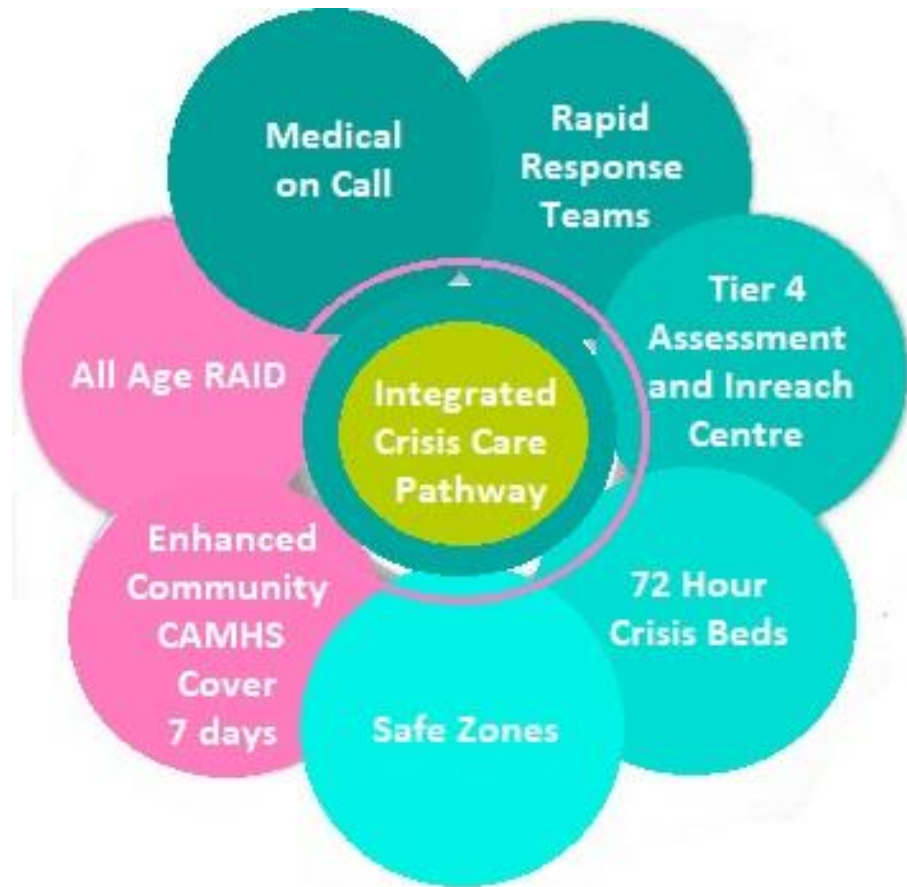 Medical
on Call
Rapid
Response
Teams
Tier 4
Assessment
and Inreach
Centre
72 Hour
Crisis Beds
Safe Zones
Enhanced
Community
CAMHS
Cover
7 days
All Age RAID
Integrated
Crisis Care
Pathway